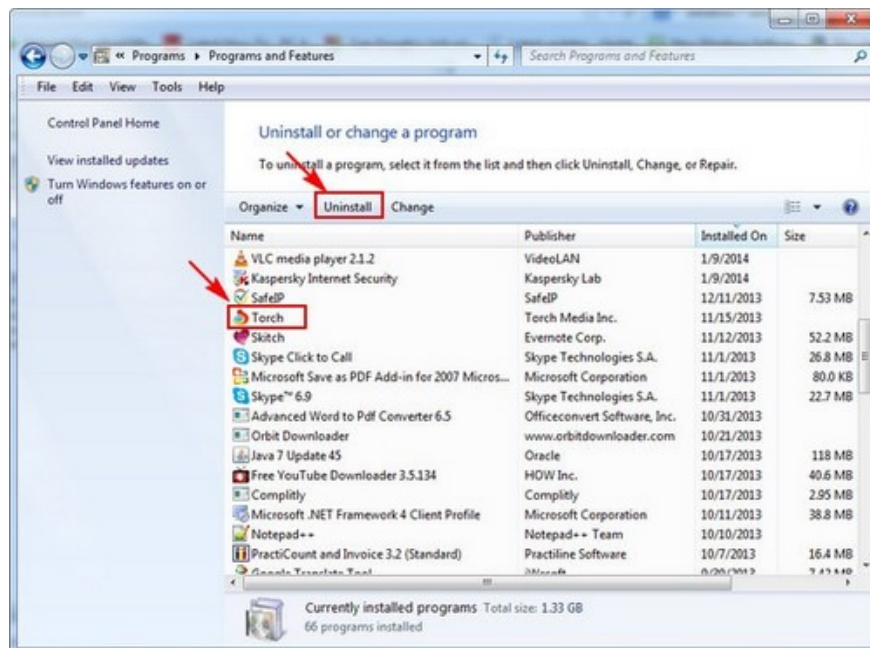 « Programs ▸ Programs and Features
Search Programs and Features
File Edit View Tools Help
Control Panel Home
View installed updates
Turn Windows features on or
off
Uninstall or change a program
To uninstall a program, select it from the list and then click Uninstall, Change, or Repair.
Organize Uninstall Change
Name Publisher Installed On Size
VLC media player 2.1.2 VideoLAN 1/9/2014
Kaspersky Internet Security Kaspersky Lab 1/9/2014
SafeIP SafeIP 12/11/2013 7.53 MB
Torch Torch Media Inc. 11/15/2013
Skitch Evernote Corp. 11/12/2013 52.2 MB
Skype Click to Call Skype Technologies S.A. 11/1/2013 26.8 MB
Microsoft Save as PDF Add-in for 2007 Micros... Microsoft Corporation 11/1/2013 80.0 KB
Skype™ 6.9 Skype Technologies S.A. 11/1/2013 22.7 MB
Advanced Word to Pdf Converter 6.5 Officeconvert Software, Inc. 10/31/2013
Orbit Downloader www.orbitdownloader.com 10/21/2013
Java 7 Update 45 Oracle 10/17/2013 118 MB
Free YouTube Downloader 3.5.134 HOW Inc. 10/17/2013 40.6 MB
Complitly Complitly 10/17/2013 2.95 MB
Microsoft .NET Framework 4 Client Profile Microsoft Corporation 10/11/2013 38.8 MB
Notepad++ Notepad++ Team 10/10/2013
PractiCount and Invoice 3.2 (Standard) Practiline Software 10/7/2013 16.4 MB
Google Translate Tool 9/20/2013 7.42 MB
Currently installed programs Total size: 1.33 GB
66 programs installed